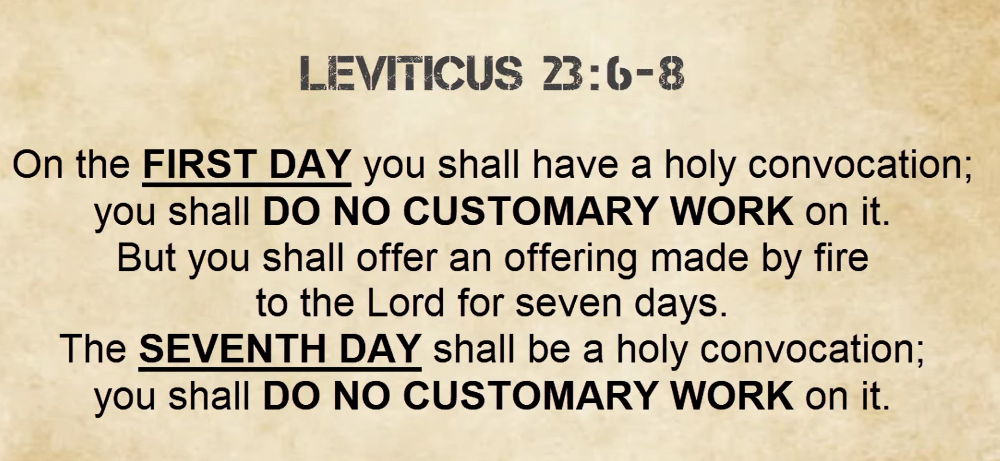 LEVITICUS 23:6-8
On the FIRST DAY you shall have a holy convocation;
you shall DO NO CUSTOMARY WORK on it.
But you shall offer an offering made by fire
to the Lord for seven days.
The SEVENTH DAY shall be a holy convocation;
you shall DO NO CUSTOMARY WORK on it.